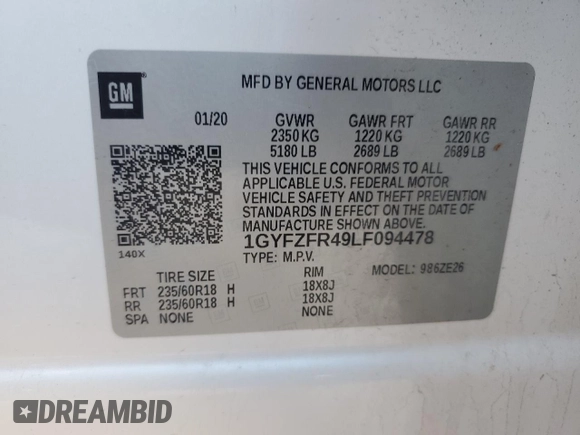 GM
MFD BY GENERAL MOTORS LLC
01/20 GVWR GAWR FRT GAWR RR
2350 KG 1220 KG 1220 KG
5180 LB 2689 LB 2689 LB
THIS VEHICLE CONFORMS TO ALL
APPLICABLE U.S. FEDERAL MOTOR
VEHICLE SAFETY AND THEFT PREVENTION
STANDARDS IN EFFECT ON THE DATE OF
MANUFACTURE SHOWN ABOVE.
1GYFZFR49LF094478
140X
TYPE: M.P.V. MODEL: 986ZE26
TIRE SIZE RIM
FRT 235/60R18 H 18X8J
RR 235/60R18 H 18X8J
SPA NONE NONE
DREAMBID